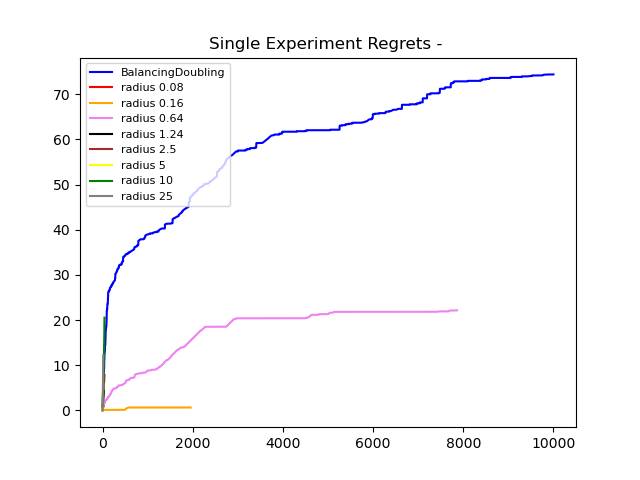 Single Experiment Regrets -
BalancingDoubling
radius 0.08
radius 0.16
radius 0.64
radius 1.24
radius 2.5
radius 5
radius 10
radius 25
70
60
50
40
30
20
10
0
0 2000 4000 6000 8000 10000